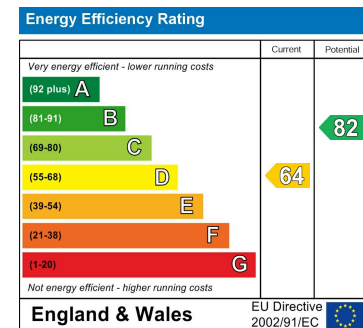 Energy Efficiency Rating
Current Potential
Very energy efficient - lower running costs
(92 plus) A
(81-91) B
(69-80) C
(55-68) D
(39-54) E
(21-38) F
(1-20) G
64
82
Not energy efficient - higher running costs
England & Wales
EU Directive
2002/91/EC